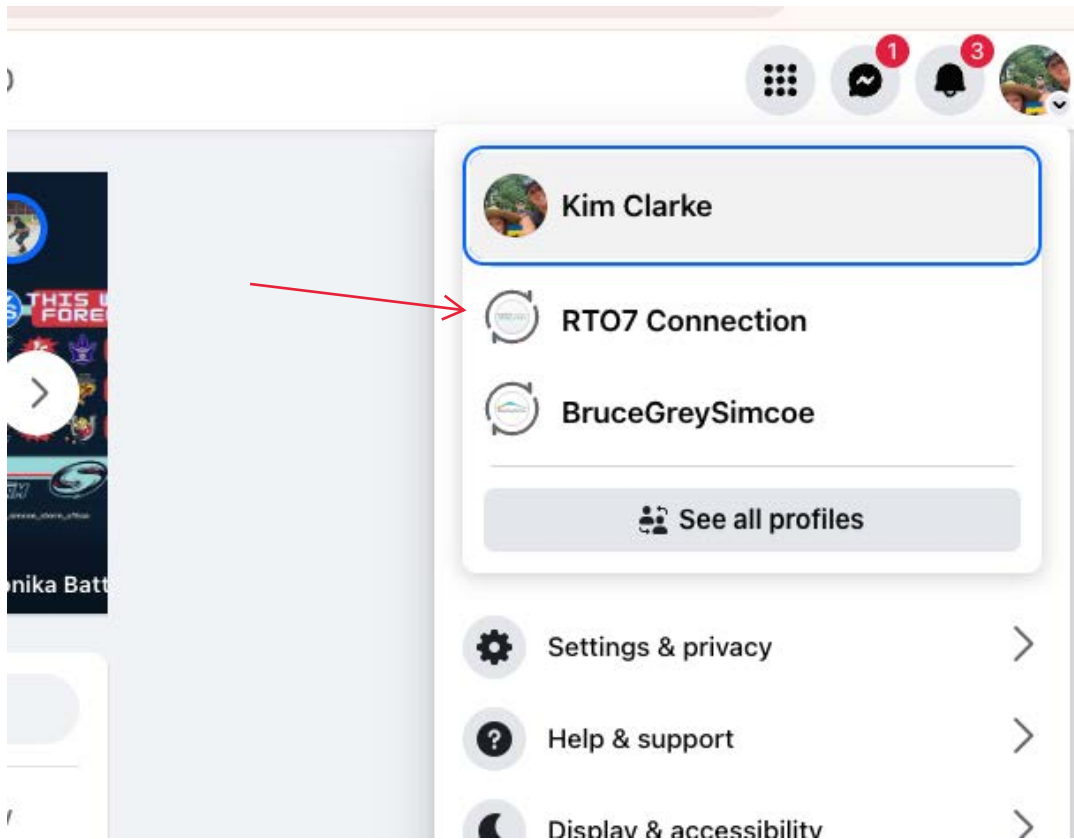 1
3
Kim Clarke
THIS
FORE
RTO7 Connection
BruceGreySimcoe
See all profiles
onika Batt
Settings & privacy
Help & support
Display & accessibility